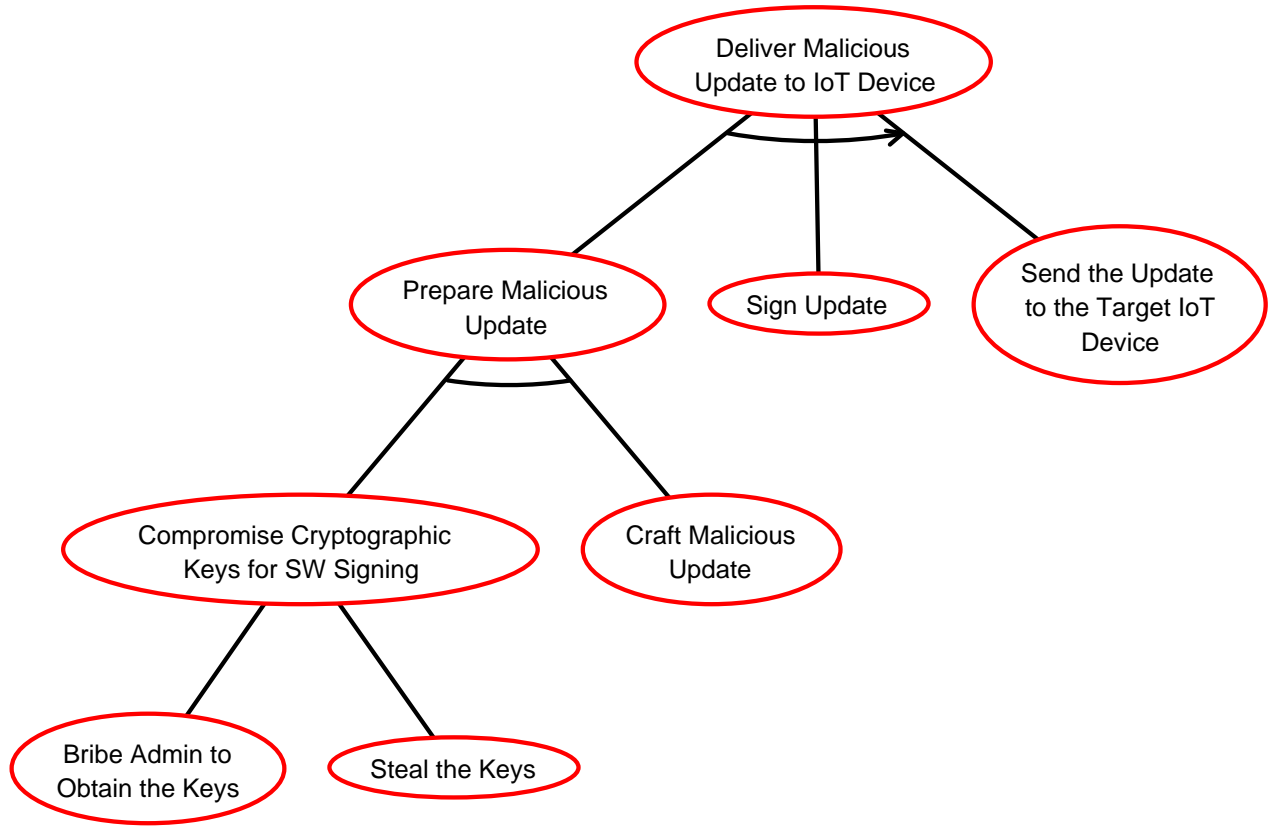 Deliver Malicious
Update to IoT Device
Prepare Malicious
Update
Sign Update
Send the Update
to the Target IoT
Device
Compromise Cryptographic
Keys for SW Signing
Craft Malicious
Update
Bribe Admin to
Obtain the Keys
Steal the Keys